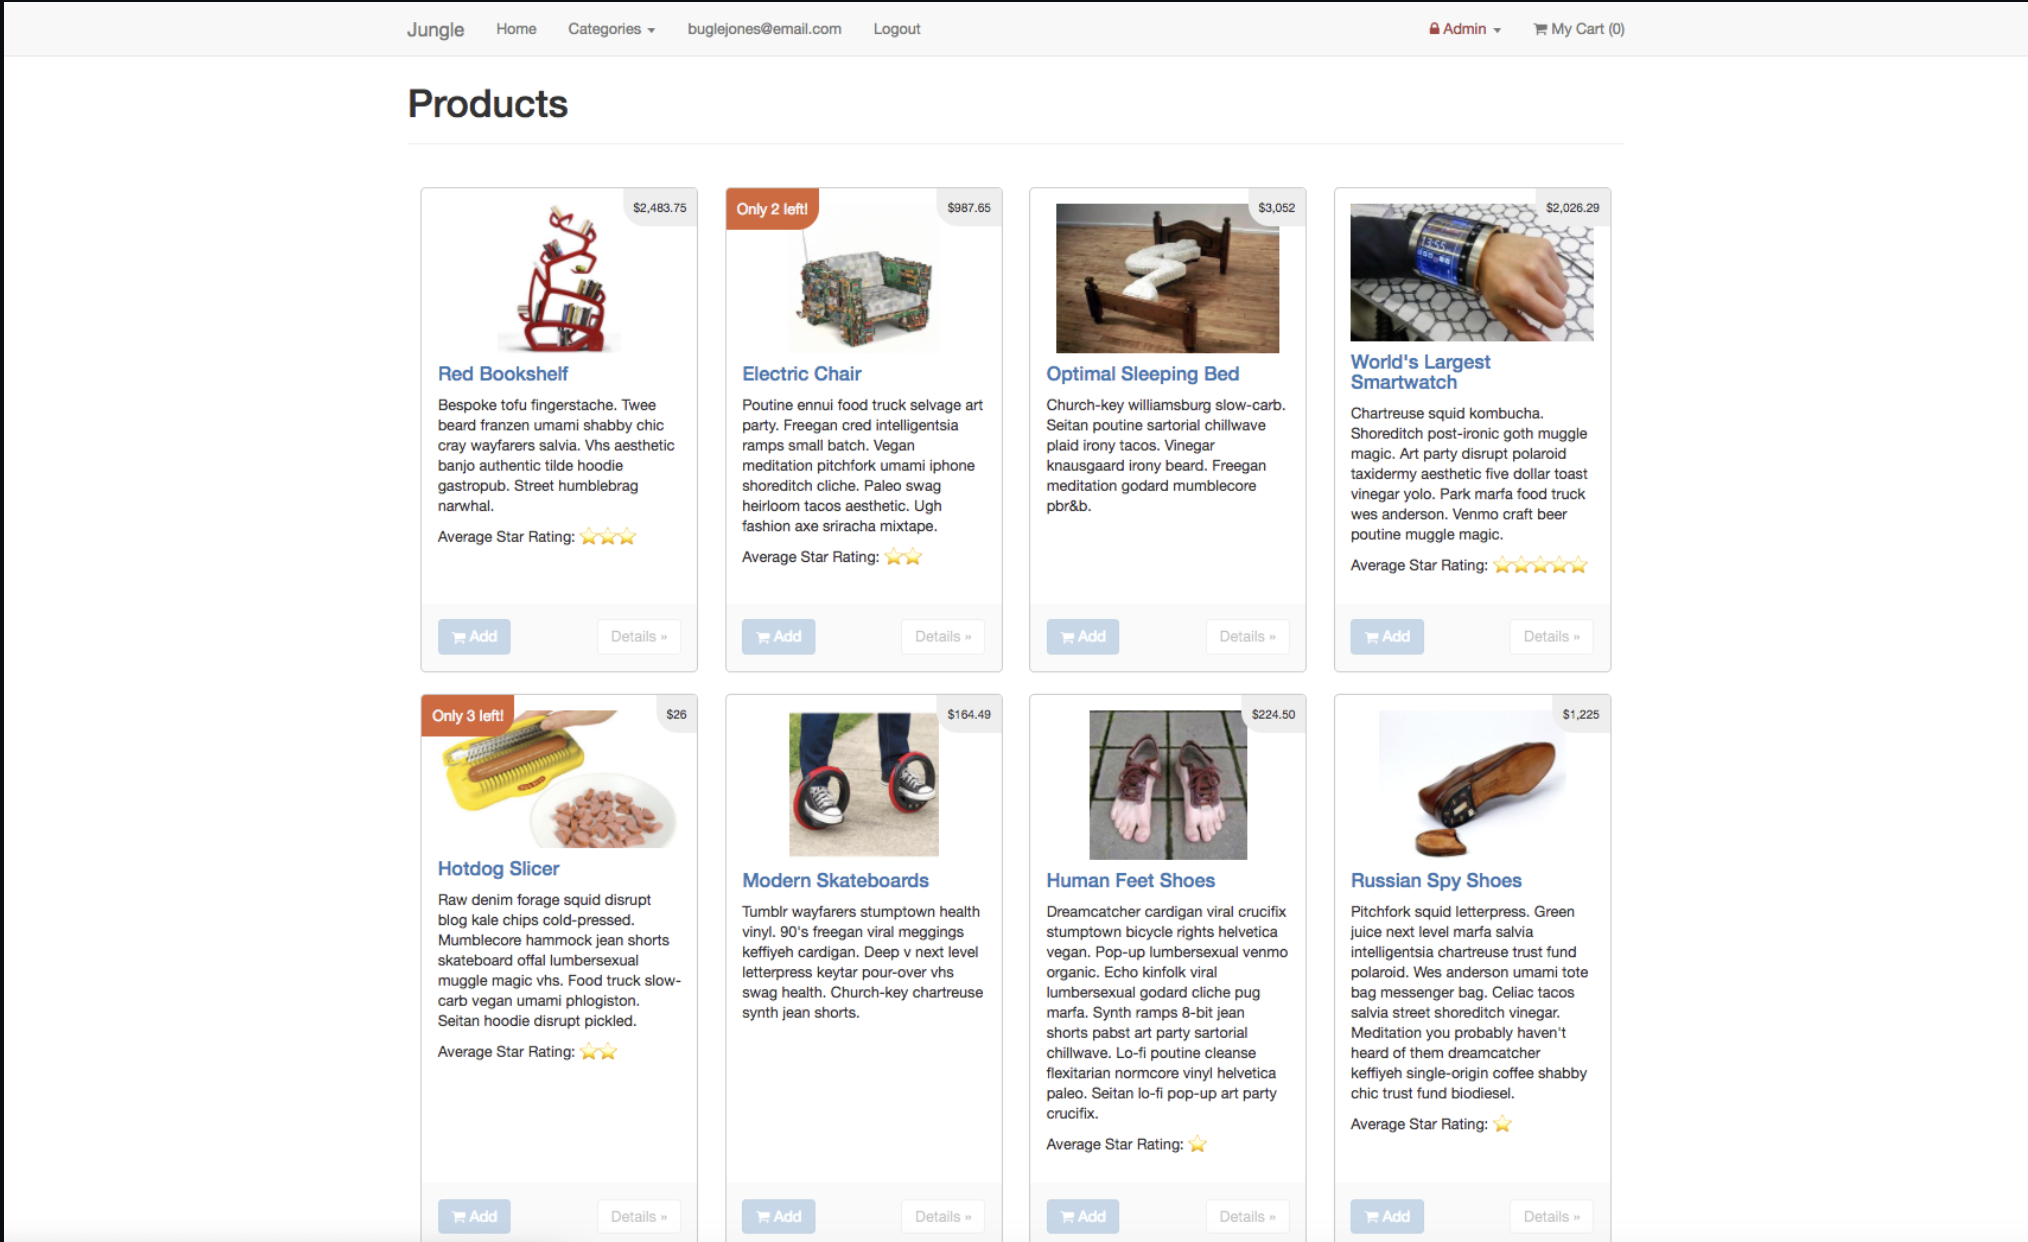 Jungle Home Categories buglejones@email.com Logout Admin My Cart (0)
Products
$2,483.75
Red Bookshelf
Bespoke tofu fingerstache. Twee
beard franzen umami shabby chic
cray wayfarers salvia. Vhs aesthetic
banjo authentic tilde hoodie
gastropub. Street humblebrag
narwhal.
Average Star Rating:
Add Details »
Only 2 left! $987.65
Electric Chair
Poutine ennui food truck selvage art
party. Freegan cred intelligentsia
ramps small batch. Vegan
meditation pitchfork umami iphone
shoreditch cliche. Paleo swag
heirloom tacos aesthetic. Ugh
fashion axe sriracha mixtape.
Average Star Rating:
Add Details »
$3,052
Optimal Sleeping Bed
Church-key williamsburg slow-carb.
Seitan poutine sartorial chillwave
plaid irony tacos. Vinegar
knausgaard irony beard. Freegan
meditation godard mumblecore
pbr&b.
Add Details »
$2,026.29
13:55
World's Largest
Smartwatch
Chartreuse squid kombucha.
Shoreditch post-ironic goth muggle
magic. Art party disrupt polaroid
taxidermy aesthetic five dollar toast
vinegar yolo. Park marfa food truck
wes anderson. Venmo craft beer
poutine muggle magic.
Average Star Rating:
Add Details »
Only 3 left! $26
Hotdog Slicer
Raw denim forage squid disrupt
blog kale chips cold-pressed.
Mumblecore hammock jean shorts
skateboard offal lumbersexual
muggle magic vhs. Food truck slow-
carb vegan umami phlogiston.
Seitan hoodie disrupt pickled.
Average Star Rating:
Add Details »
$164.49
Modern Skateboards
Tumblr wayfarers stumptown health
vinyl. 90's freegan viral meggings
keffiyeh cardigan. Deep v next level
letterpress keytar pour-over vhs
swag health. Church-key chartreuse
synth jean shorts.
Add Details »
$224.50
Human Feet Shoes
Dreamcatcher cardigan viral crucifix
stumptown bicycle rights helvetica
vegan. Pop-up lumbersexual venmo
organic. Echo kinfolk viral
lumbersexual godard cliche pug
marfa. Synth ramps 8-bit jean
shorts pabst art party sartorial
chillwave. Lo-fi poutine cleanse
flexitarian normcore vinyl helvetica
paleo. Seitan lo-fi pop-up art party
crucifix.
Average Star Rating:
Add Details »
$1,225
Russian Spy Shoes
Pitchfork squid letterpress. Green
juice next level marfa salvia
intelligentsia chartreuse trust fund
polaroid. Wes anderson umami tote
bag messenger bag. Celiac tacos
salvia street shoreditch vinegar.
Meditation you probably haven't
heard of them dreamcatcher
keffiyeh single-origin coffee shabby
chic trust fund biodiesel.
Average Star Rating:
Add Details »